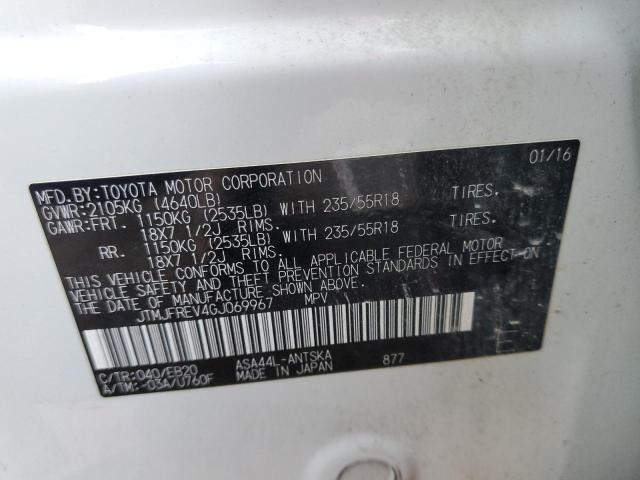 01/16
MFD.BY:TOYOTA MOTOR CORPORATION
GVWR:2105KG (4640LB)
GAWR:FRT. 1150KG (2535LB) WITH 235/55R18 TIRES.
18X7 1/2J RIMS.
RR. 1150KG (2535LB) WITH 235/55R18 TIRES.
18X7 1/2J RIMS.
THIS VEHICLE CONFORMS TO ALL APPLICABLE FEDERAL MOTOR
VEHICLE SAFETY AND THEFT PREVENTION STANDARDS IN EFFECT ON
THE DATE OF MANUFACTURE SHOWN ABOVE.
JTMJFREV4GJ069967 MPV
C/TR:040/EB20 ASA44L-ANTSKA 877
A/TM:-03A/U760F MADE IN JAPAN